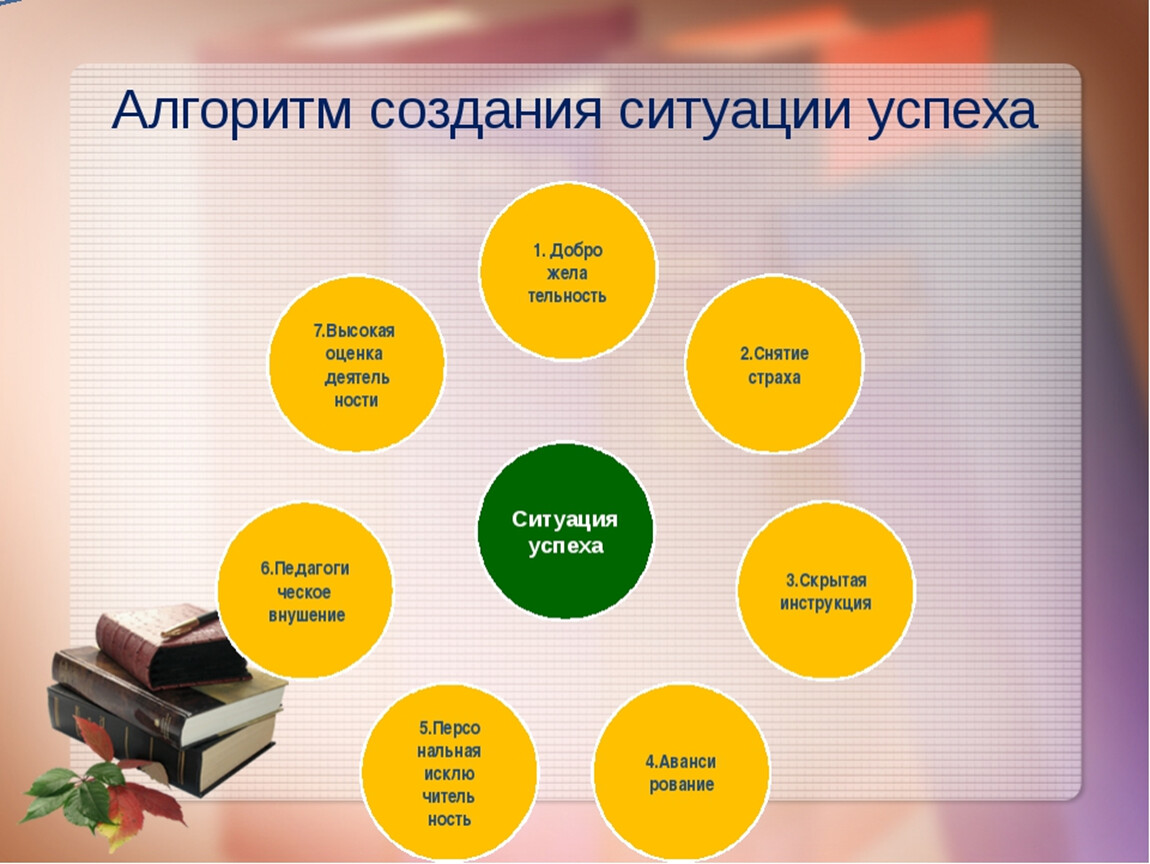 Алгоритм создания ситуации успеха
1. Добро
жела
тельность
2.Снятие
страха
3.Скрытая
инструкция
4.Аванси
рование
5.Персо
нальная
исклю
читель
ность
6.Педагоги
ческое
внушение
7.Высокая
оценка
деятель
ности
Ситуация
успеха